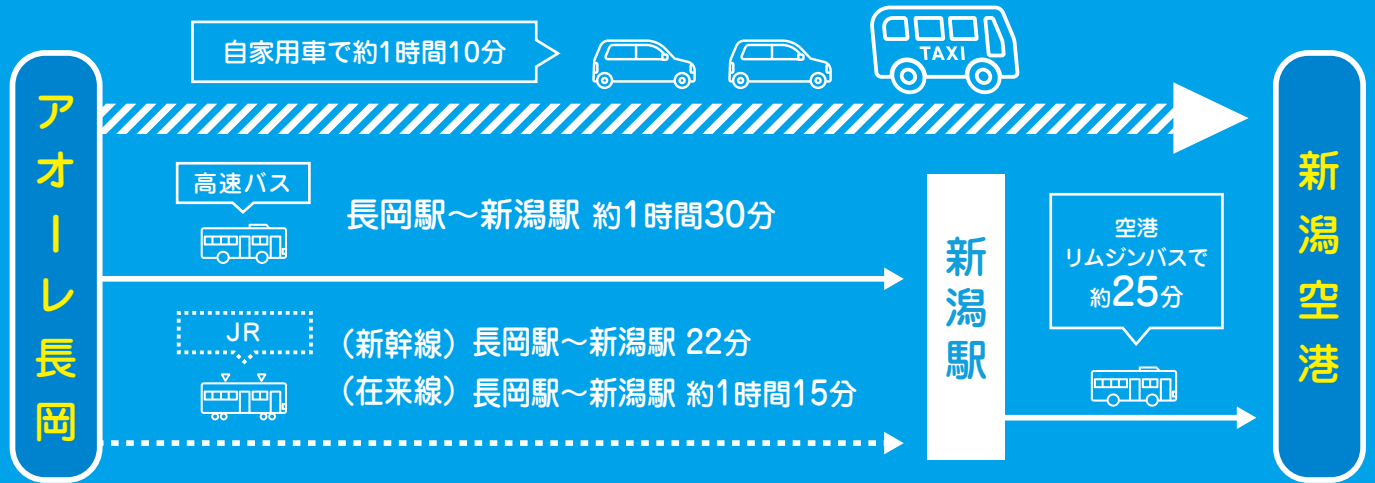 自家用車で約1時間10分
TAXI
アオーレ長岡
高速バス
長岡駅～新潟駅 約1時間30分
JR
（新幹線）長岡駅～新潟駅 22分
（在来線）長岡駅～新潟駅 約1時間15分
新潟駅
空港
リムジンバスで
約25分
新潟空港